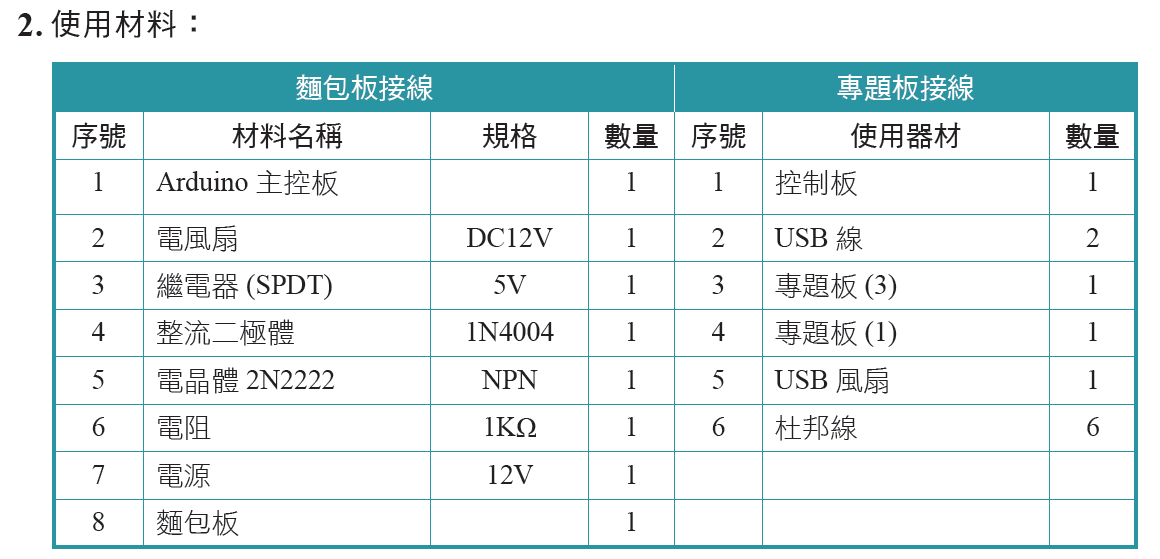 2. 使用材料：
麵包板接線 專題板接線
序號 材料名稱 規格 數量 序號 使用器材 數量
1 Arduino 主控板 1 1 控制板 1
2 電風扇 DC12V 1 2 USB 線 2
3 繼電器 (SPDT) 5V 1 3 專題板 (3) 1
4 整流二極體 1N4004 1 4 專題板 (1) 1
5 電晶體 2N2222 NPN 1 5 USB 風扇 1
6 電阻 1KΩ 1 6 杜邦線 6
7 電源 12V 1
8 麵包板 1